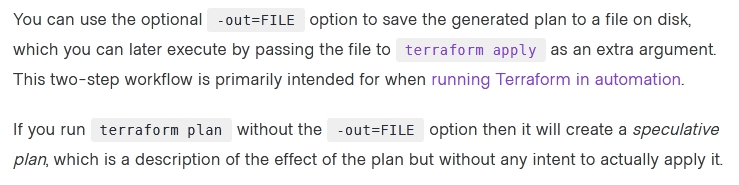 You can use the optional -out=FILE option to save the generated plan to a file on disk,
which you can later execute by passing the file to terraform apply as an extra argument.
This two-step workflow is primarily intended for when running Terraform in automation.
If you run terraform plan without the -out=FILE option then it will create a speculative
plan, which is a description of the effect of the plan but without any intent to actually apply it.